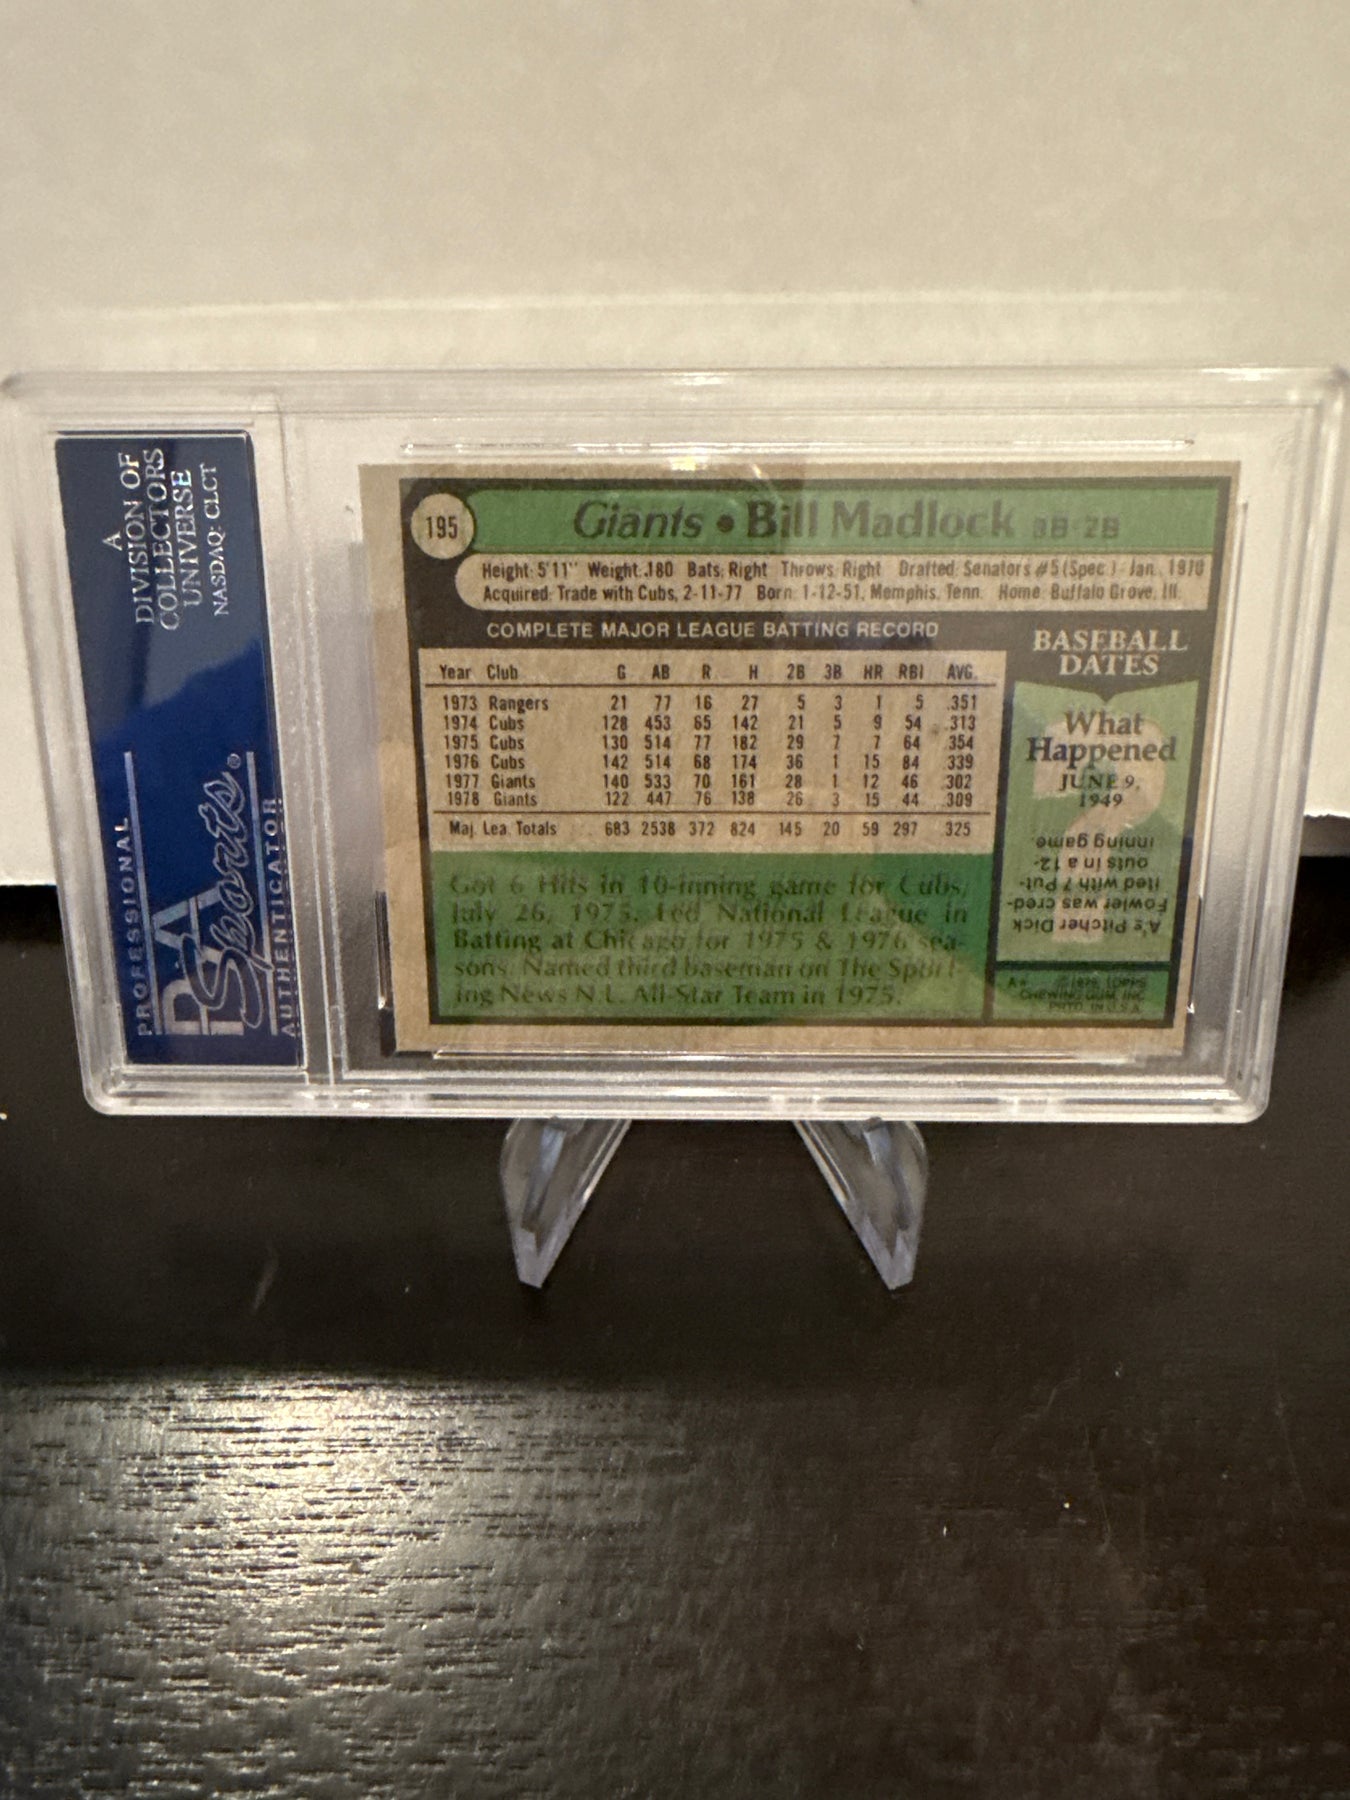 A
DIVISION OF
COLLECTORS
UNIVERSE
NASDAQ: CLCT
PROFESSIONAL
PSA
Sports®
AUTHENTICATOR
195
Giants • Bill Madlock 3B-2B
Height: 5'11" Weight: 180 Bats: Right Throws: Right Drafted: Senators #5 (Spec.)-Jan., 1970
Acquired: Trade with Cubs, 2-11-77 Born: 1-12-51, Memphis, Tenn. Home: Buffalo Grove, Ill.
COMPLETE MAJOR LEAGUE BATTING RECORD
Year Club G AB R H 2B 3B HR RBI AVG.
1973 Rangers 21 77 16 27 5 3 1 5 .351
1974 Cubs 128 453 65 142 21 5 9 54 .313
1975 Cubs 130 514 77 182 29 7 7 64 .354
1976 Cubs 142 514 68 174 36 1 15 84 .339
1977 Giants 140 533 70 161 28 1 12 46 .302
1978 Giants 122 447 76 138 26 3 15 44 .309
Maj. Lea. Totals 683 2538 372 824 145 20 59 297 .325
Got 6 Hits in 10-inning game for Cubs,
July 26, 1975. Led National League in
Batting at Chicago for 1975 & 1976 sea-
sons. Named third baseman on The Sport-
ing News N.L. All-Star Team in 1975.
BASEBALL
DATES
What
Happened
JUNE 9,
1949
A's Pitcher Dick
Fowler was cred-
ited with 7 Put-
outs in a 12-
inning game.
A* © 1979 TOPPS
CHEWING GUM, INC.
PRTD. IN U.S.A.